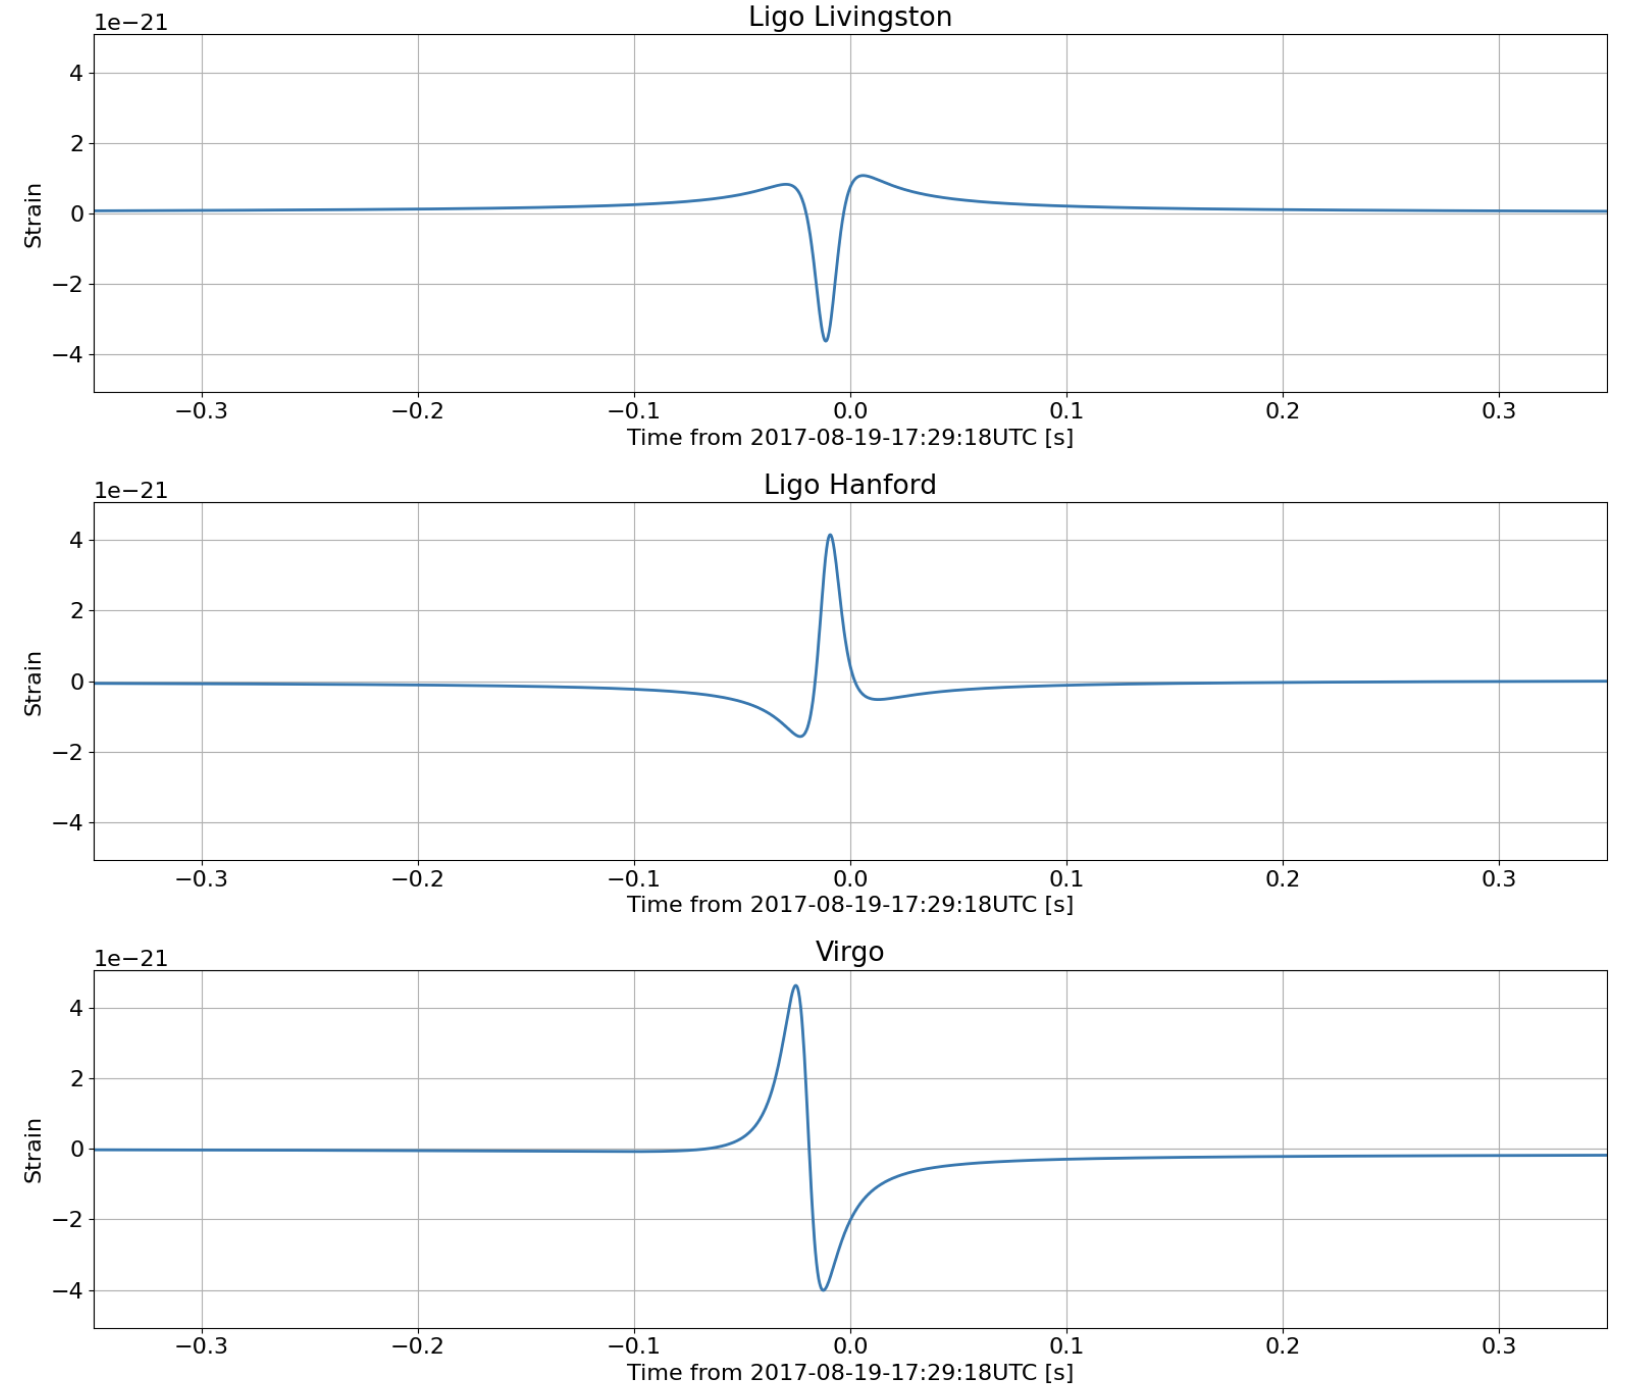 Ligo Livingston
1e−21
4
2
0
−2
−4
Strain
−0.3 −0.2 −0.1 0.0 0.1 0.2 0.3
Time from 2017-08-19-17:29:18UTC [s]
Ligo Hanford
1e−21
4
2
0
−2
−4
Strain
−0.3 −0.2 −0.1 0.0 0.1 0.2 0.3
Time from 2017-08-19-17:29:18UTC [s]
Virgo
1e−21
4
2
0
−2
−4
Strain
−0.3 −0.2 −0.1 0.0 0.1 0.2 0.3
Time from 2017-08-19-17:29:18UTC [s]